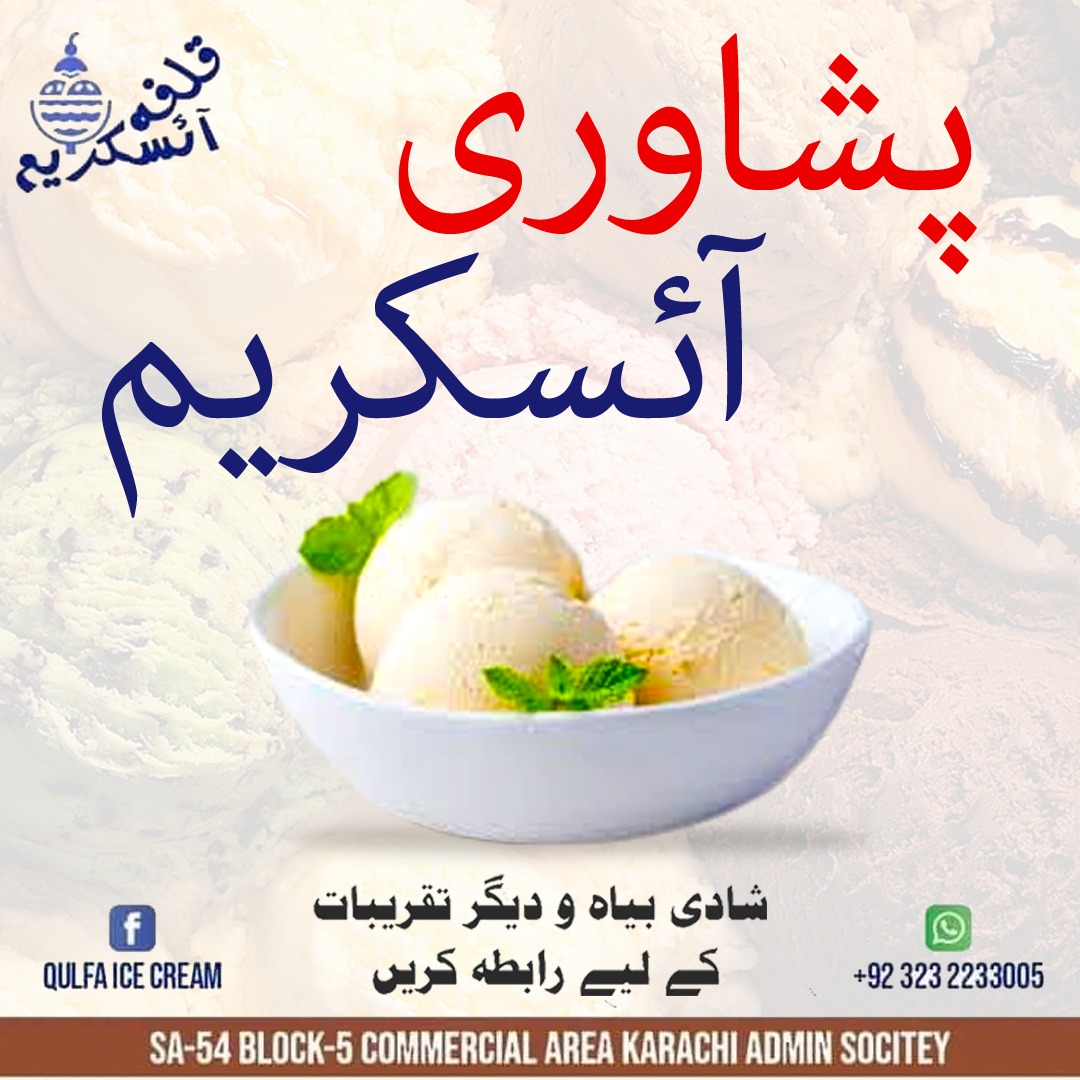 قلفہ
آئسکریم
پشاوری
آئسکریم
شادی بیاہ و دیگر تقریبات
کے لیے رابطہ کریں
QULFA ICE CREAM
+92 323 2233005
SA-54 BLOCK-5 COMMERCIAL AREA KARACHI ADMIN SOCITEY